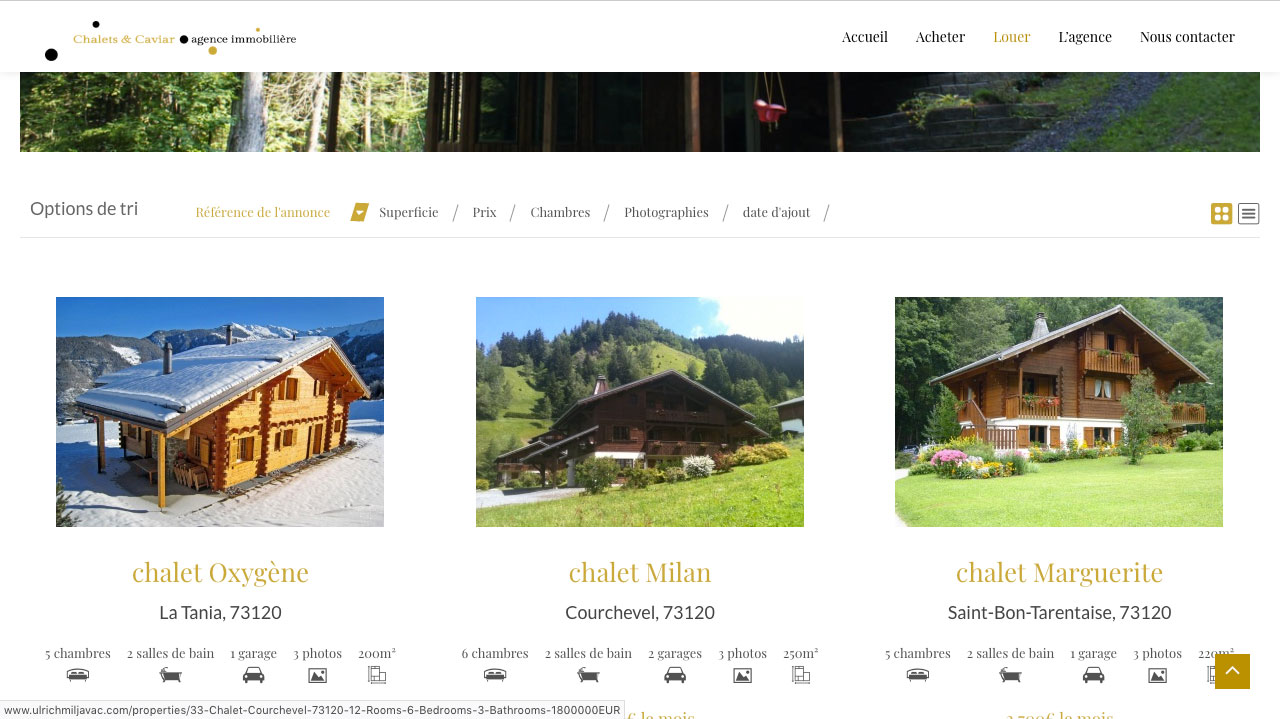 Chalets & Caviar agence immobilière
Accueil Acheter Louer L'agence Nous contacter
Options de tri Référence de l'annonce Superficie / Prix / Chambres / Photographies / date d'ajout /
chalet Oxygène
La Tania, 73120
5 chambres 2 salles de bain 1 garage 3 photos 200m²
chalet Milan
Courchevel, 73120
6 chambres 2 salles de bain 2 garages 3 photos 250m²
€ le mois
chalet Marguerite
Saint-Bon-Tarentaise, 73120
5 chambres 2 salles de bain 1 garage 3 photos 220m²
2 700€ le mois
www.ulrichmiljavac.com/properties/33-Chalet-Courchevel-73120-12-Rooms-6-Bedrooms-3-Bathrooms-1800000EUR